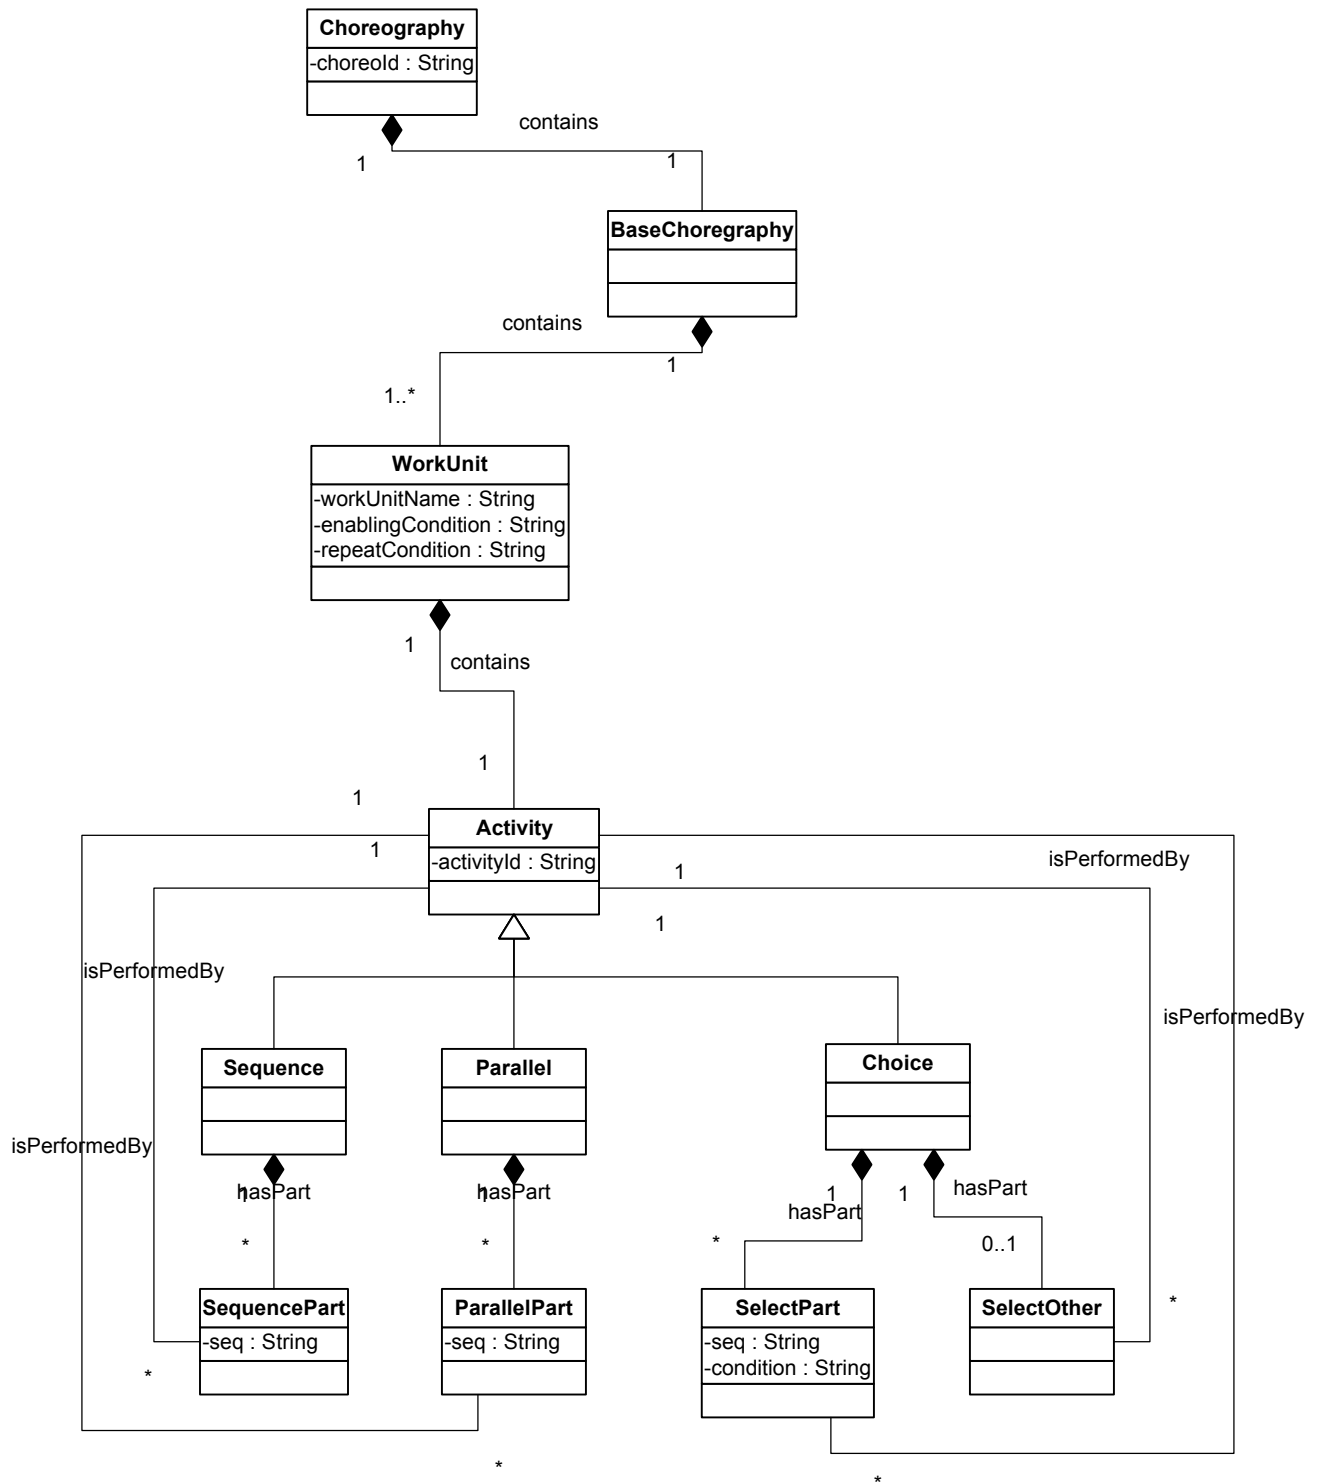 Choreography
-choreoId : String
contains
1
1
BaseChoregraphy
contains
1
1..*
WorkUnit
-workUnitName : String
-enablingCondition : String
-repeatCondition : String
1
contains
1
1
Activity
-activityId : String
1
isPerformedBy
1
1
isPerformedBy
isPerformedBy
Sequence
Parallel
Choice
isPerformedBy
1
hasPart
1
hasPart
1
hasPart
1
hasPart
*
*
*
0..1
SequencePart
-seq : String
ParallelPart
-seq : String
SelectPart
-seq : String
-condition : String
SelectOther
*
*
*
*